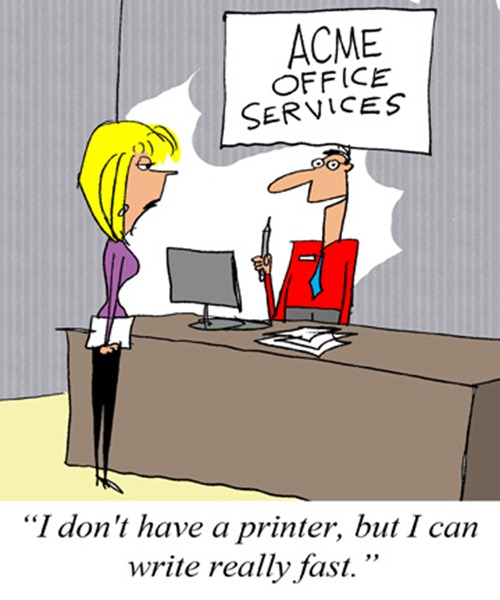 ACME
OFFICE
SERVICES
“I don't have a printer, but I can
write really fast.”